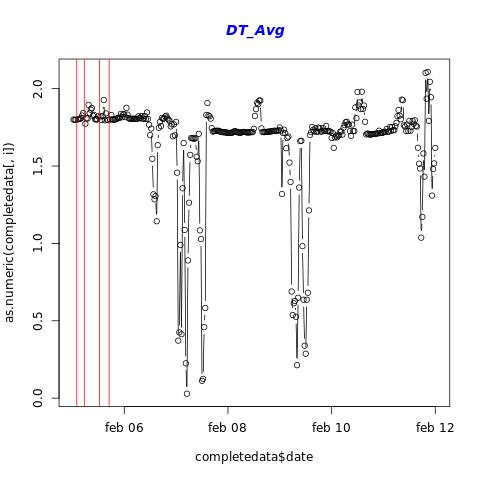 DT_Avg
as.numeric(completedata[, i])
2.0
1.5
1.0
0.5
0.0
feb 06
feb 08
feb 10
feb 12
completedata$date